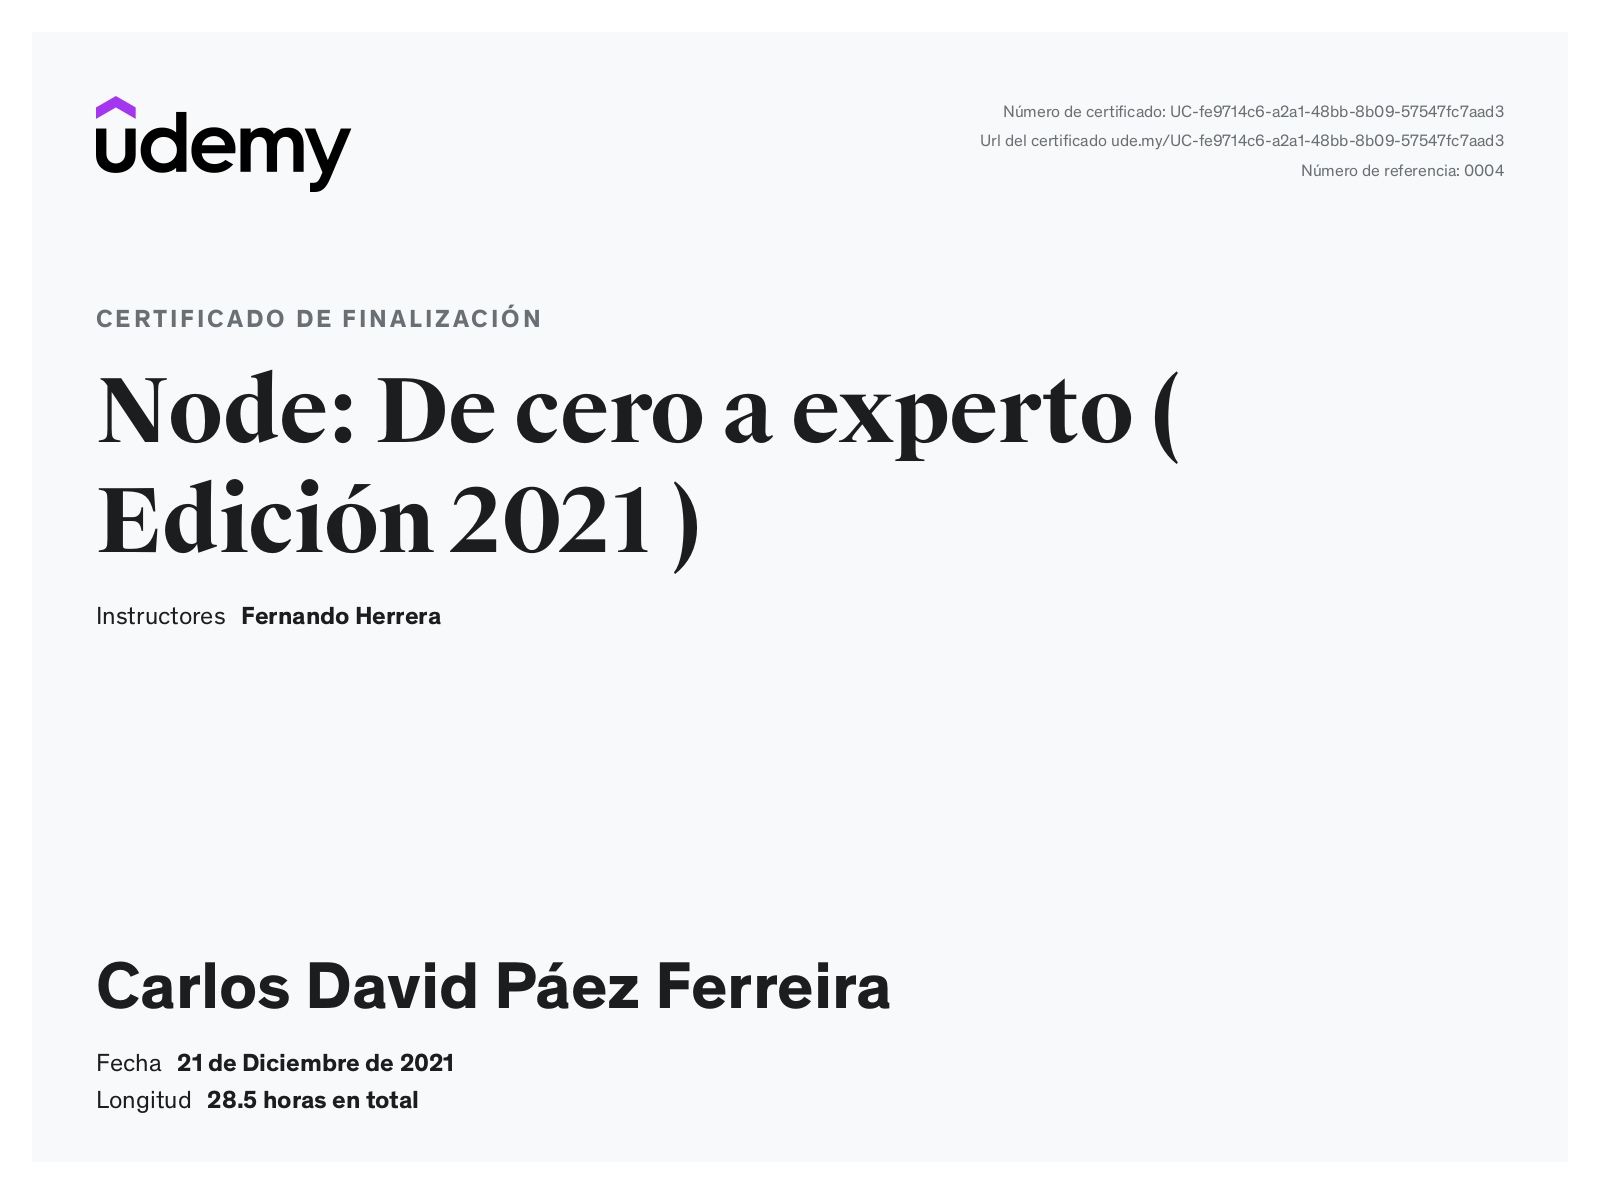 udemy
Número de certificado: UC-fe9714c6-a2a1-48bb-8b09-57547fc7aad3
Url del certificado ude.my/UC-fe9714c6-a2a1-48bb-8b09-57547fc7aad3
Número de referencia: 0004
CERTIFICADO DE FINALIZACIÓN
Node: De cero a experto (
Edición 2021 )
Instructores Fernando Herrera
Carlos David Páez Ferreira
Fecha 21 de Diciembre de 2021
Longitud 28.5 horas en total